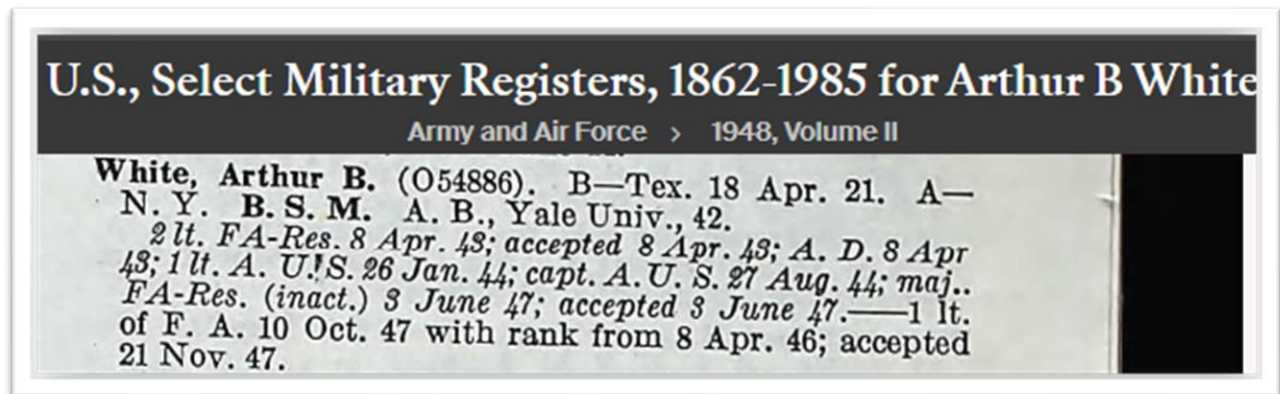 U.S., Select Military Registers, 1862-1985 for Arthur B White
Army and Air Force > 1948, Volume II
White, Arthur B. (O54886). B—Tex. 18 Apr. 21. A—
N. Y. B. S. M. A. B., Yale Univ., 42.
2 lt. FA-Res. 8 Apr. 43; accepted 8 Apr. 43; A. D. 8 Apr
43; 1 lt. A. U. S. 26 Jan. 44; capt. A. U. S. 27 Aug. 44; maj..
FA-Res. (inact.) 3 June 47; accepted 3 June 47.——1 lt.
of F. A. 10 Oct. 47 with rank from 8 Apr. 46; accepted
21 Nov. 47.